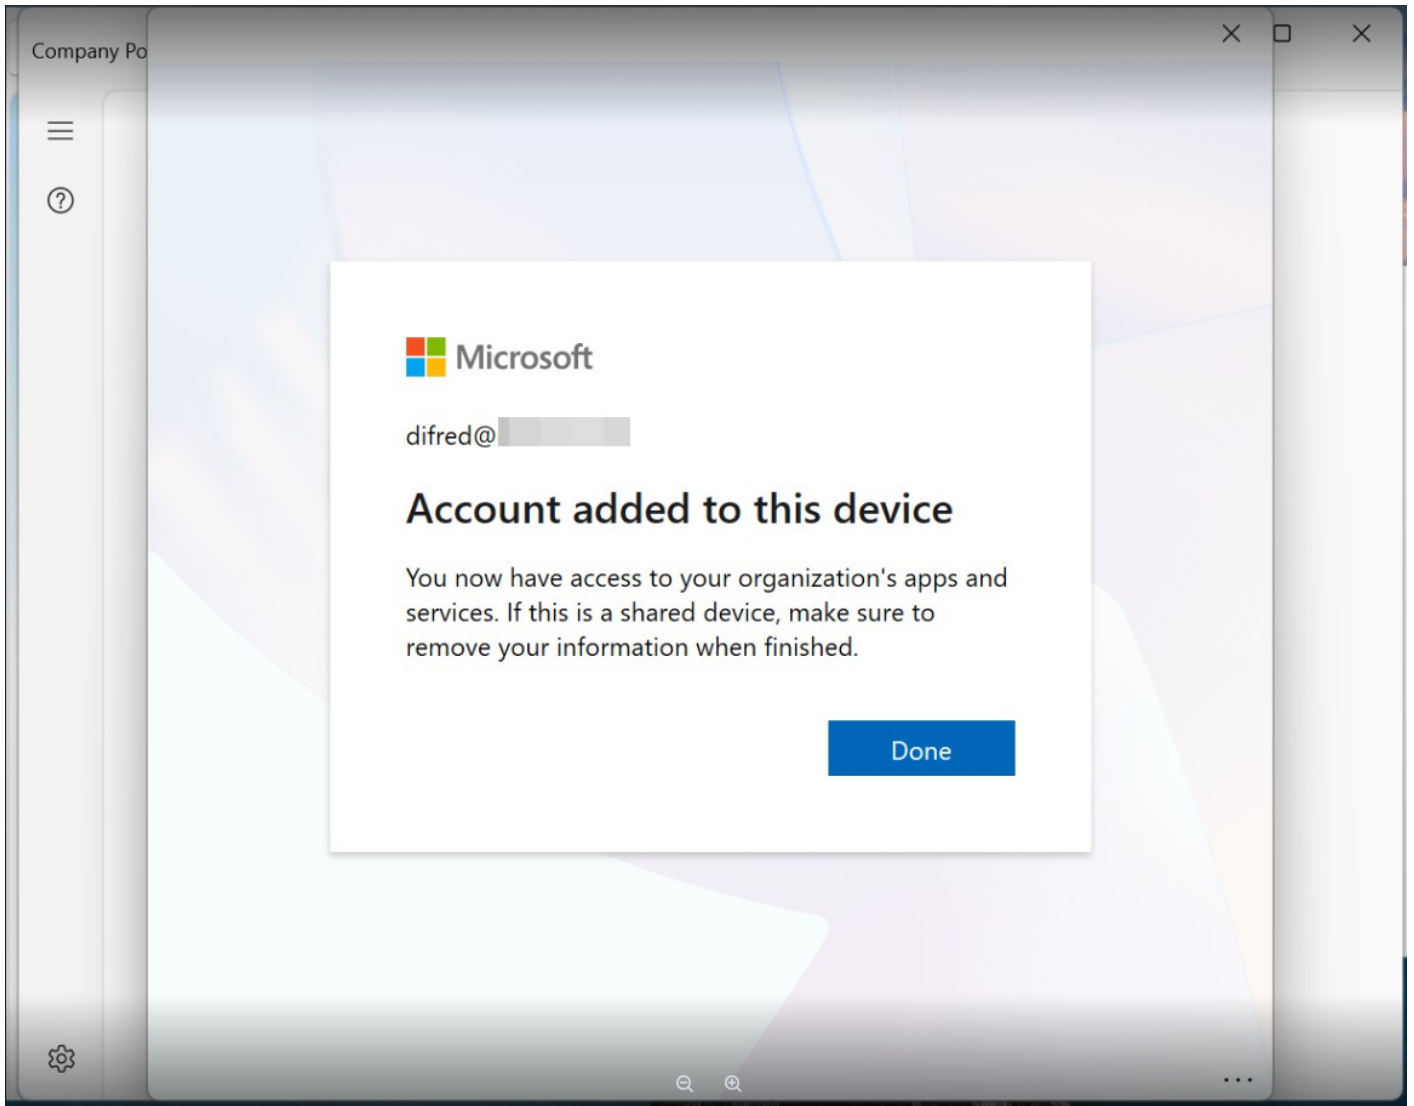 Company Po
Microsoft
difred@
Account added to this device
You now have access to your organization's apps and
services. If this is a shared device, make sure to
remove your information when finished.
Done